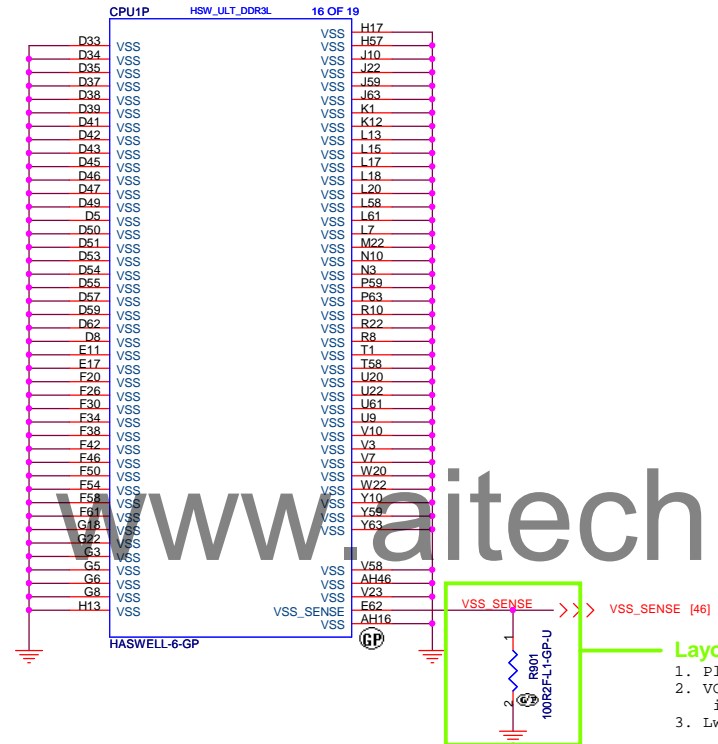 CPU1P HSW_ULT_DDR3L 16 OF 19
VSS H17
D33 VSS VSS H57
D34 VSS VSS J10
D35 VSS VSS J22
D37 VSS VSS J59
D38 VSS VSS J63
D39 VSS VSS K1
D41 VSS VSS K12
D42 VSS VSS L13
D43 VSS VSS L15
D45 VSS VSS L17
D46 VSS VSS L18
D47 VSS VSS L20
D49 VSS VSS L58
D5 VSS VSS L61
D50 VSS VSS L7
D51 VSS VSS M22
D53 VSS VSS N10
D54 VSS VSS N3
D55 VSS VSS P59
D57 VSS VSS P63
D59 VSS VSS R10
D62 VSS VSS R22
D8 VSS VSS R8
E11 VSS VSS T1
E17 VSS VSS T58
F20 VSS VSS U20
F26 VSS VSS U22
F30 VSS VSS U61
F34 VSS VSS U9
F38 VSS VSS V10
F42 VSS VSS V3
F46 VSS VSS V7
F50 VSS VSS W20
F54 VSS VSS W22
F58 VSS VSS Y10
F61 VSS VSS Y59
G18 VSS VSS Y63
G22 VSS
G3 VSS
G5 VSS VSS V58
G6 VSS VSS AH46
G8 VSS VSS V23
H13 VSS VSS_SENSE E62
VSS AH16
HASWELL-6-GP
GP
www.aitech
VSS_SENSE
VSS_SENSE [46]
1
R901
100R2F-L1-GP-U
2
Layo
1. Pl
2. VC
i
3. Lw